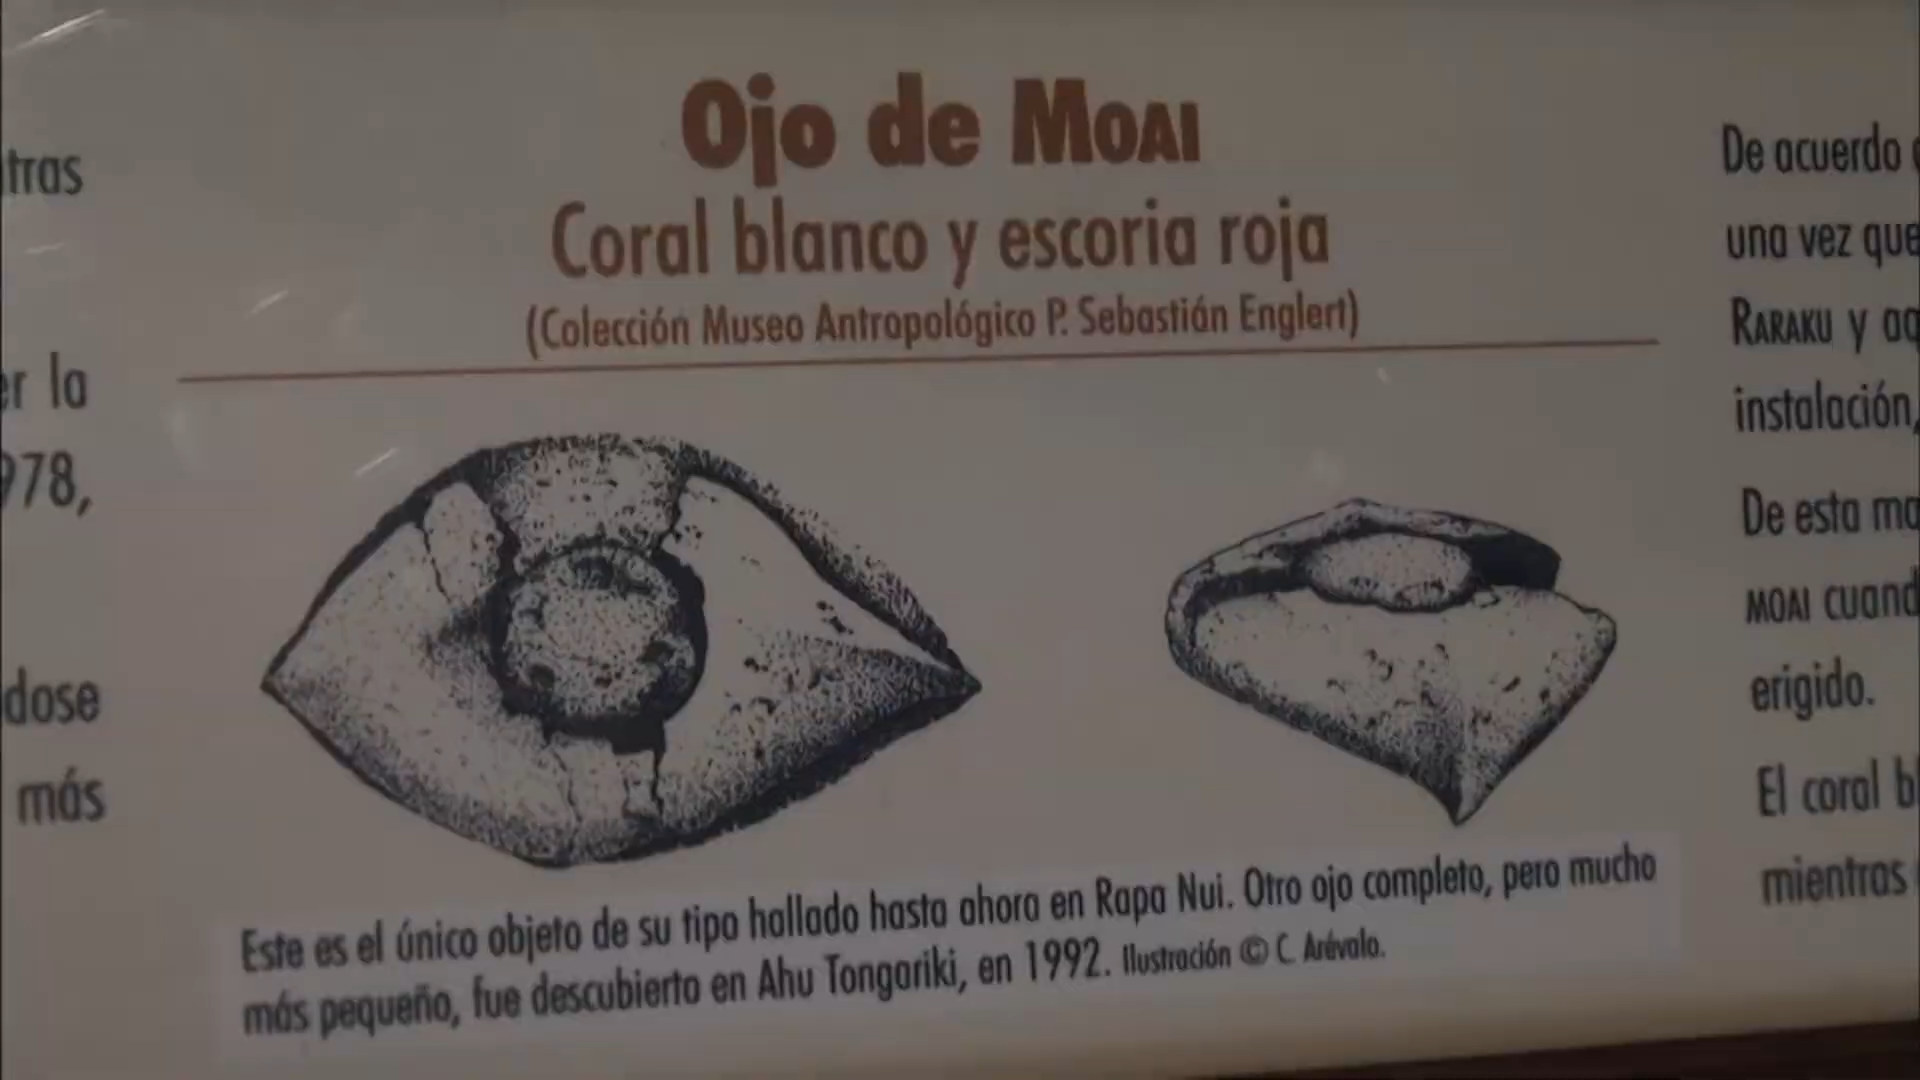 Ojo de MOAI
Coral blanco y escoria roja
(Colección Museo Antropológico P. Sebastián Englert)
tras
la
978,
dose
más
Este es el único objeto de su tipo hallado hasta ahora en Rapa Nui. Otro ojo completo, pero mucho
más pequeño, fue descubierto en Ahu Tongariki, en 1992. Ilustración © C. Arévalo.
De acuerdo
una vez que
RARAKU y
instalación,
De esta
MOAI
erigido.
El coral
mientras